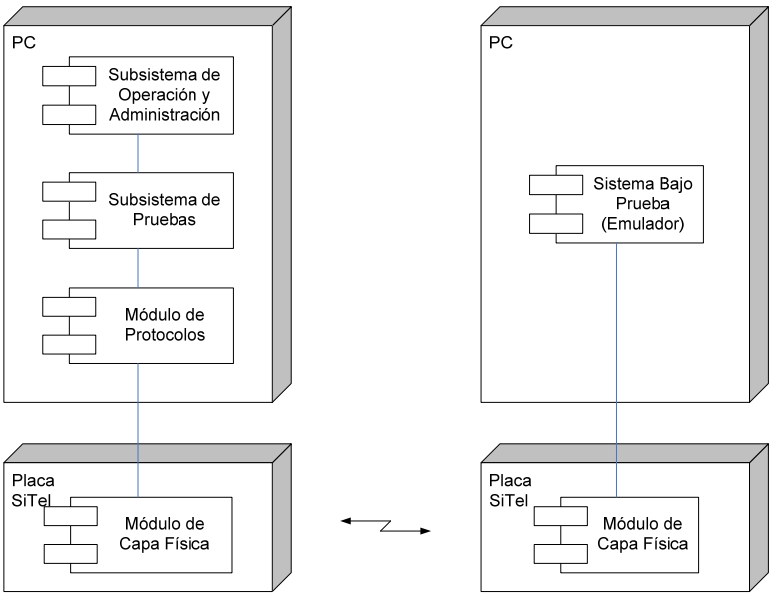 PC
Subsistema de
Operación y
Administración
Subsistema de
Pruebas
Módulo de
Protocolos
Placa
SiTel
Módulo de
Capa Física
PC
Sistema Bajo
Prueba
(Emulador)
Placa
SiTel
Módulo de
Capa Física